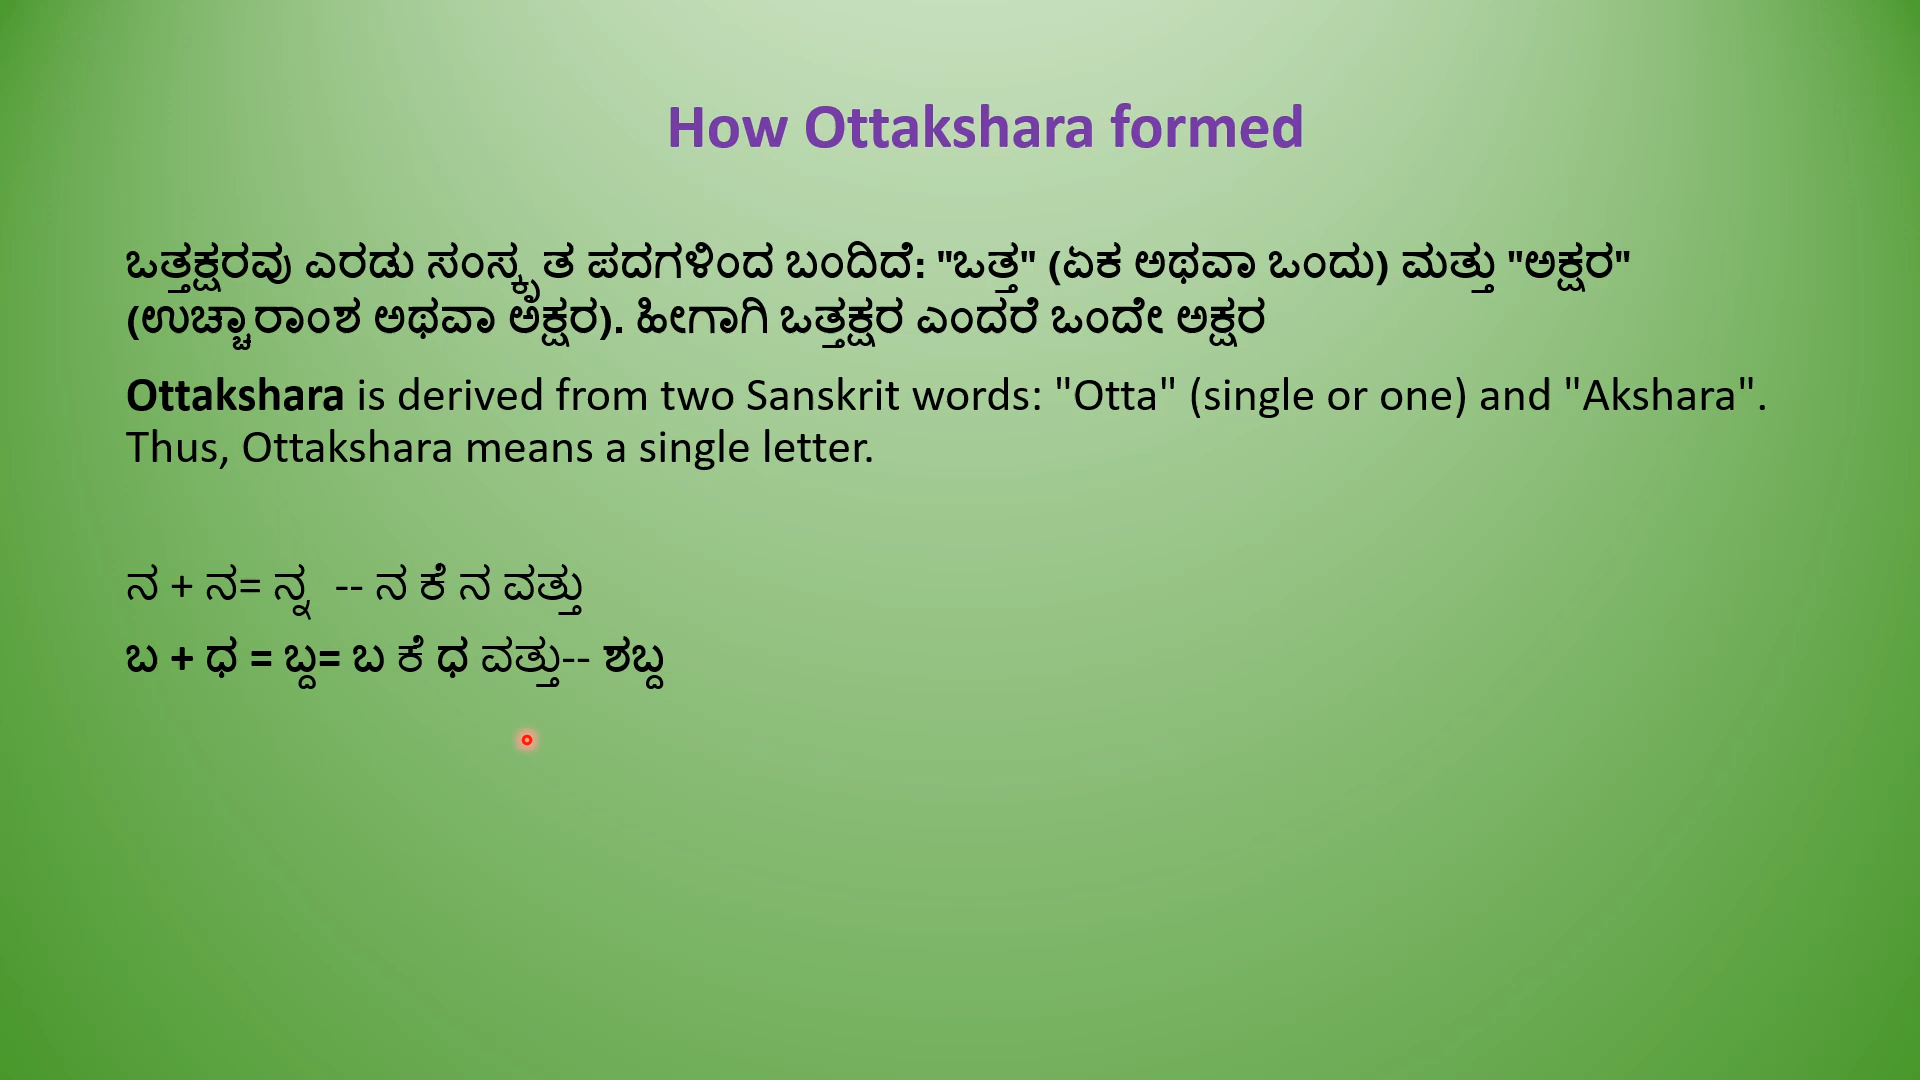 How Ottakshara formed
ಒತ್ತಕ್ಷರವು ಎರಡು ಸಂಸ್ಕೃತ ಪದಗಳಿಂದ ಬಂದಿದೆ: "ಒತ್ತ" (ಏಕ ಅಥವಾ ಒಂದು) ಮತ್ತು "ಅಕ್ಷರ"
(ಉಚ್ಚಾರಾಂಶ ಅಥವಾ ಅಕ್ಷರ). ಹೀಗಾಗಿ ಒತ್ತಕ್ಷರ ಎಂದರೆ ಒಂದೇ ಅಕ್ಷರ
Ottakshara is derived from two Sanskrit words: "Otta" (single or one) and "Akshara".
Thus, Ottakshara means a single letter.
ನ + ನ= ನ್ನ -- ನ ಕೆ ನ ವತ್ತು
ಬ + ಧ = ಬ್ದ= ಬ ಕೆ ಧ ವತ್ತು-- ಶಬ್ದ